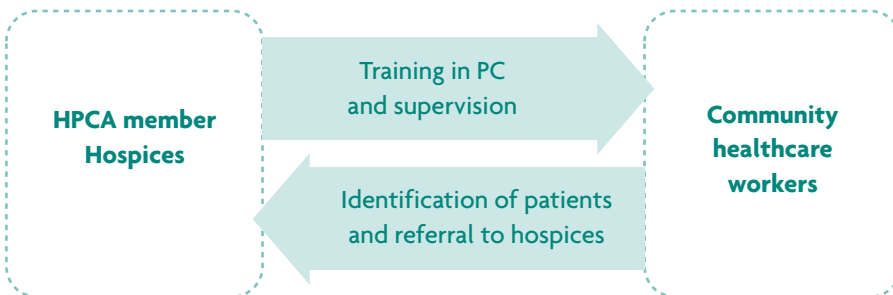 HPCA member
Hospices
Training in PC
and supervision
Identification of patients
and referral to hospices
Community
healthcare
workers